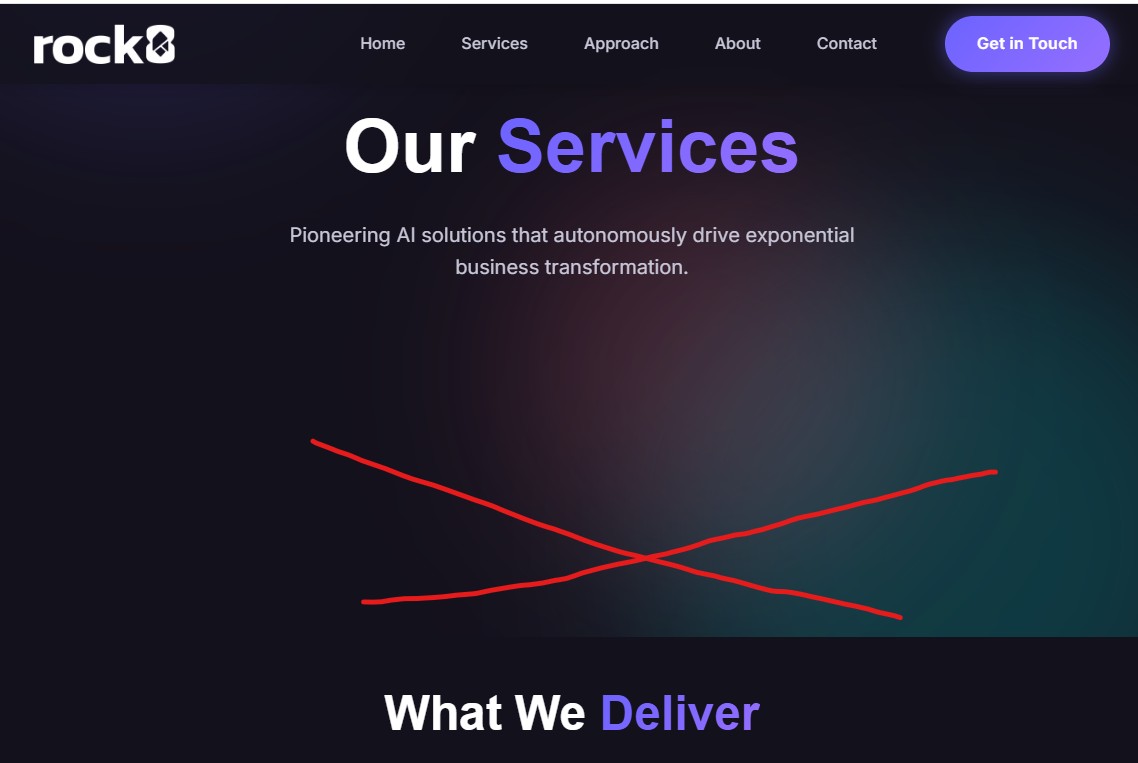 rock8
Home Services Approach About Contact Get in Touch
Our Services
Pioneering AI solutions that autonomously drive exponential
business transformation.
What We Deliver